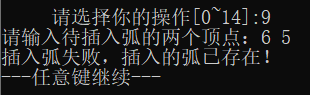 请选择你的操作[0~14]:9
请输入待插入弧的两个顶点：6 5
插入弧失败，插入的弧已存在！
---任意键继续---